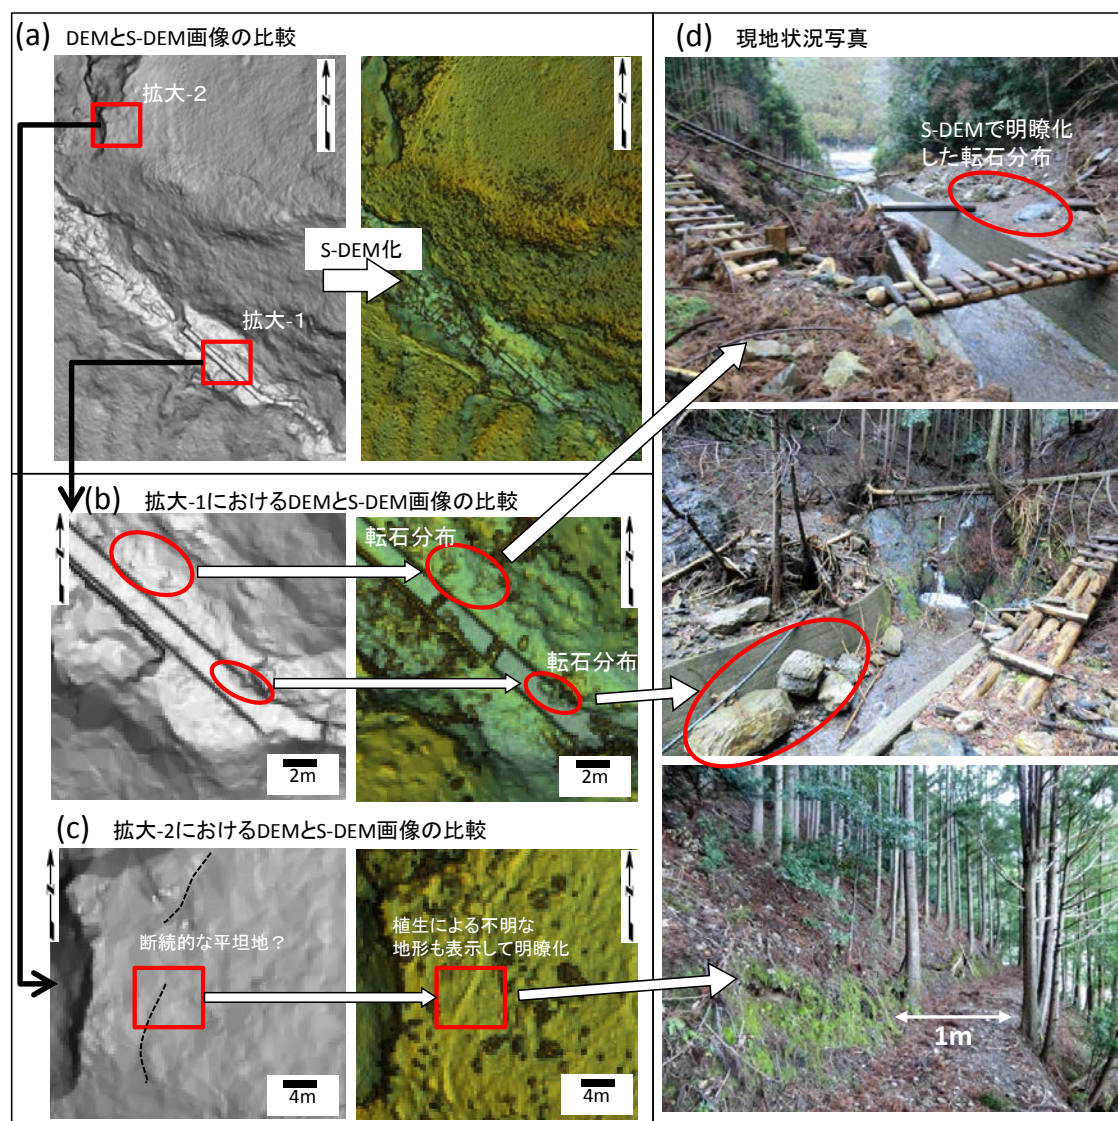 (a) DEMとS-DEM画像の比較
拡大-2
N
N
S-DEM化
拡大-1
(b) 拡大-1におけるDEMとS-DEM画像の比較
N
N
転石分布
転石分布
2m
2m
(c) 拡大-2におけるDEMとS-DEM画像の比較
N
N
断続的な平坦地？
植生による不明な
地形も表示して明瞭化
4m
4m
(d) 現地状況写真
S-DEMで明瞭化
した転石分布
1m